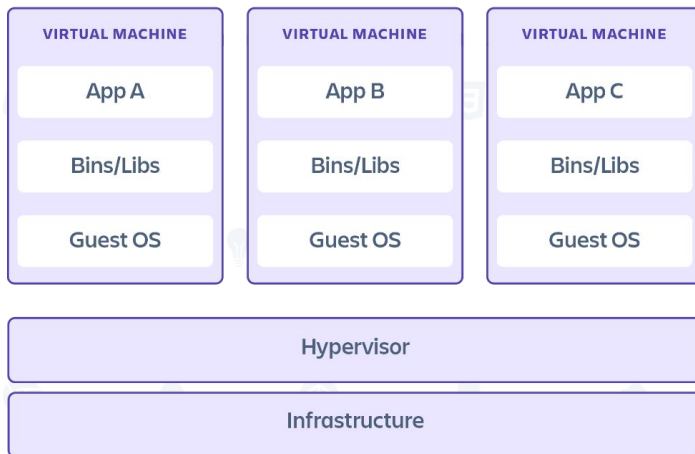 VIRTUAL MACHINE
App A
Bins/Libs
Guest OS
VIRTUAL MACHINE
App B
Bins/Libs
Guest OS
VIRTUAL MACHINE
App C
Bins/Libs
Guest OS
Hypervisor
Infrastructure